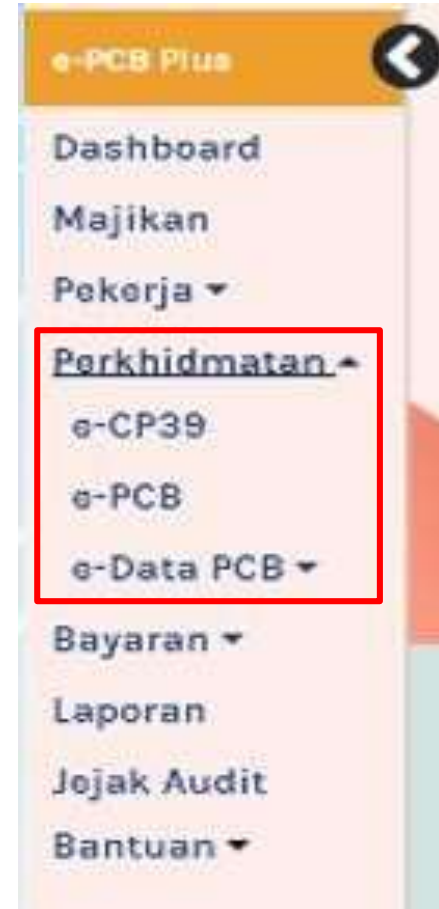 e-PCB Plus
Dashboard
Majikan
Pekerja
Perkhidmatan
e-CP39
e-PCB
e-Data PCB
Bayaran
Laporan
Jejak Audit
Bantuan